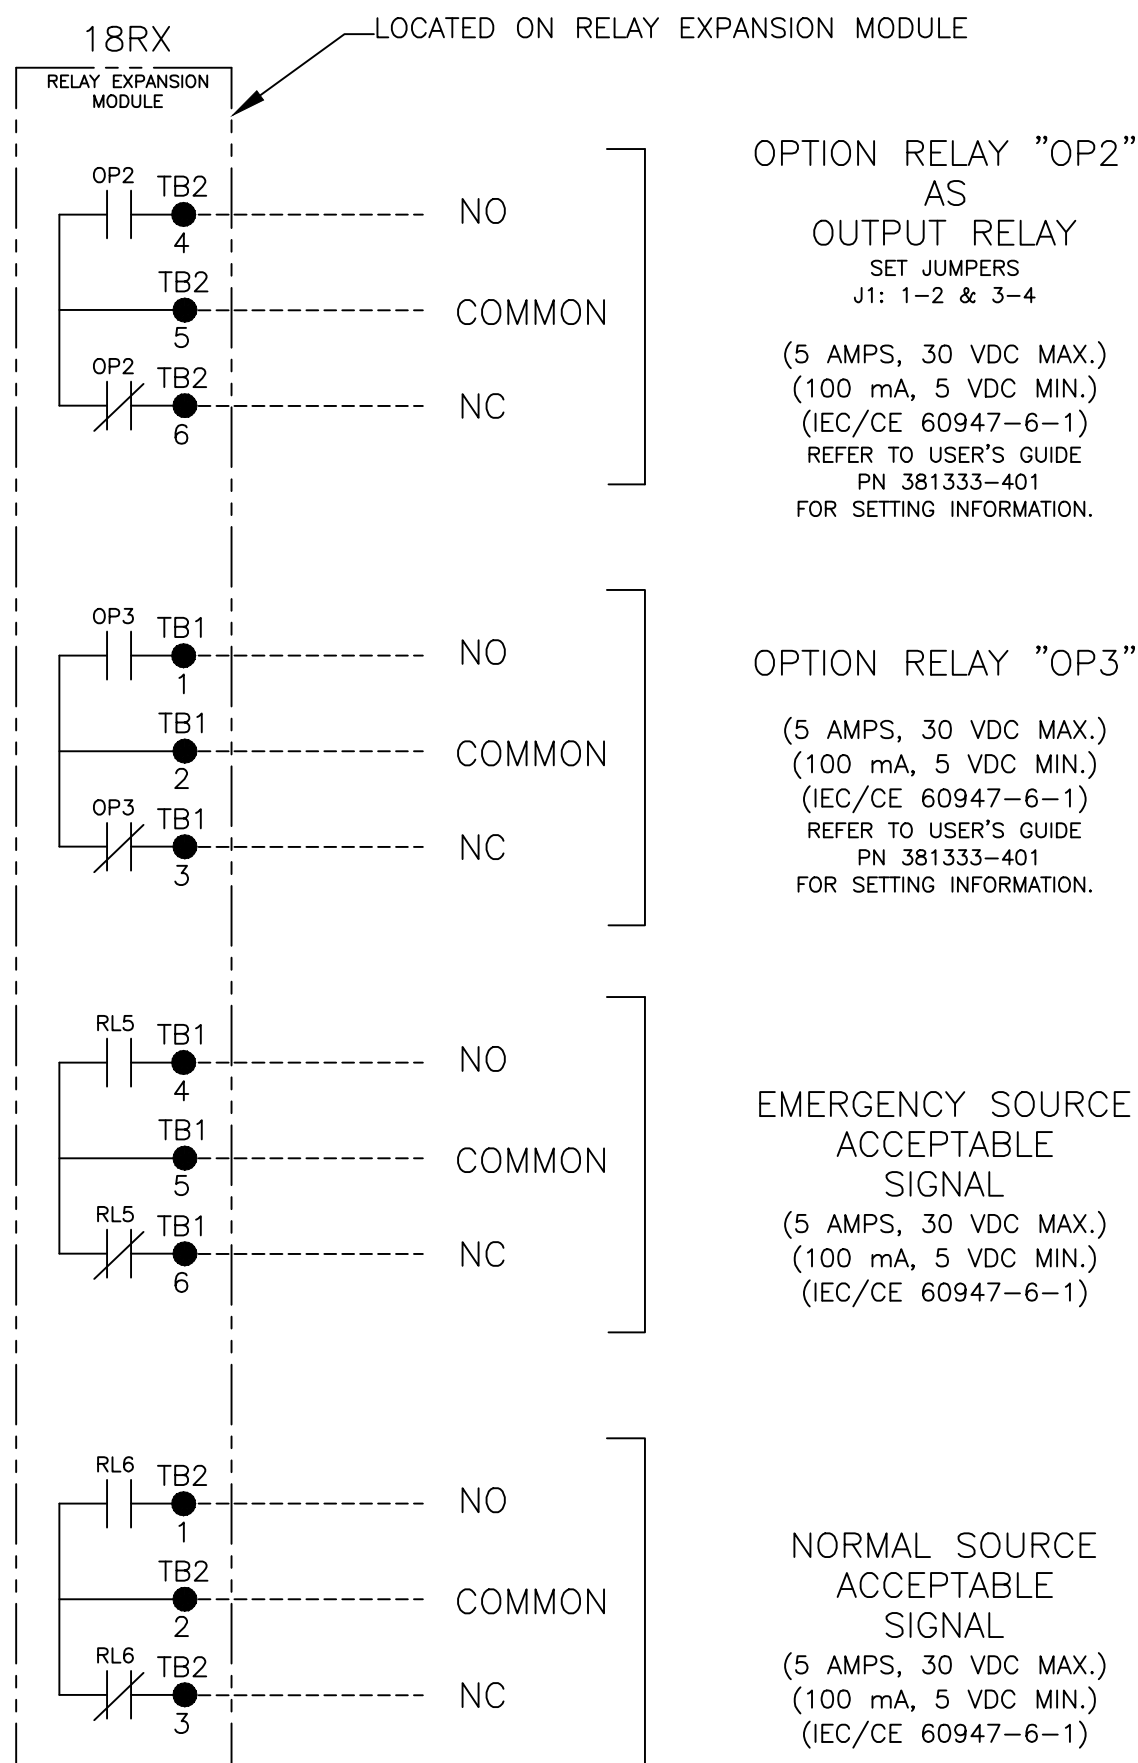 18RX
LOCATED ON RELAY EXPANSION MODULE
RELAY EXPANSION
MODULE
OP2
TB2
4
NO
TB2
5
COMMON
OP2
TB2
6
NC
OPTION RELAY "OP2"
AS
OUTPUT RELAY
SET JUMPERS
J1: 1-2 & 3-4
(5 AMPS, 30 VDC MAX.)
(100 mA, 5 VDC MIN.)
(IEC/CE 60947-6-1)
REFER TO USER'S GUIDE
PN 381333-401
FOR SETTING INFORMATION.
OP3
TB1
1
NO
TB1
2
COMMON
OP3
TB1
3
NC
OPTION RELAY "OP3"
(5 AMPS, 30 VDC MAX.)
(100 mA, 5 VDC MIN.)
(IEC/CE 60947-6-1)
REFER TO USER'S GUIDE
PN 381333-401
FOR SETTING INFORMATION.
RL5
TB1
4
NO
TB1
5
COMMON
RL5
TB1
6
NC
EMERGENCY SOURCE
ACCEPTABLE
SIGNAL
(5 AMPS, 30 VDC MAX.)
(100 mA, 5 VDC MIN.)
(IEC/CE 60947-6-1)
RL6
TB2
1
NO
TB2
2
COMMON
RL6
TB2
3
NC
NORMAL SOURCE
ACCEPTABLE
SIGNAL
(5 AMPS, 30 VDC MAX.)
(100 mA, 5 VDC MIN.)
(IEC/CE 60947-6-1)